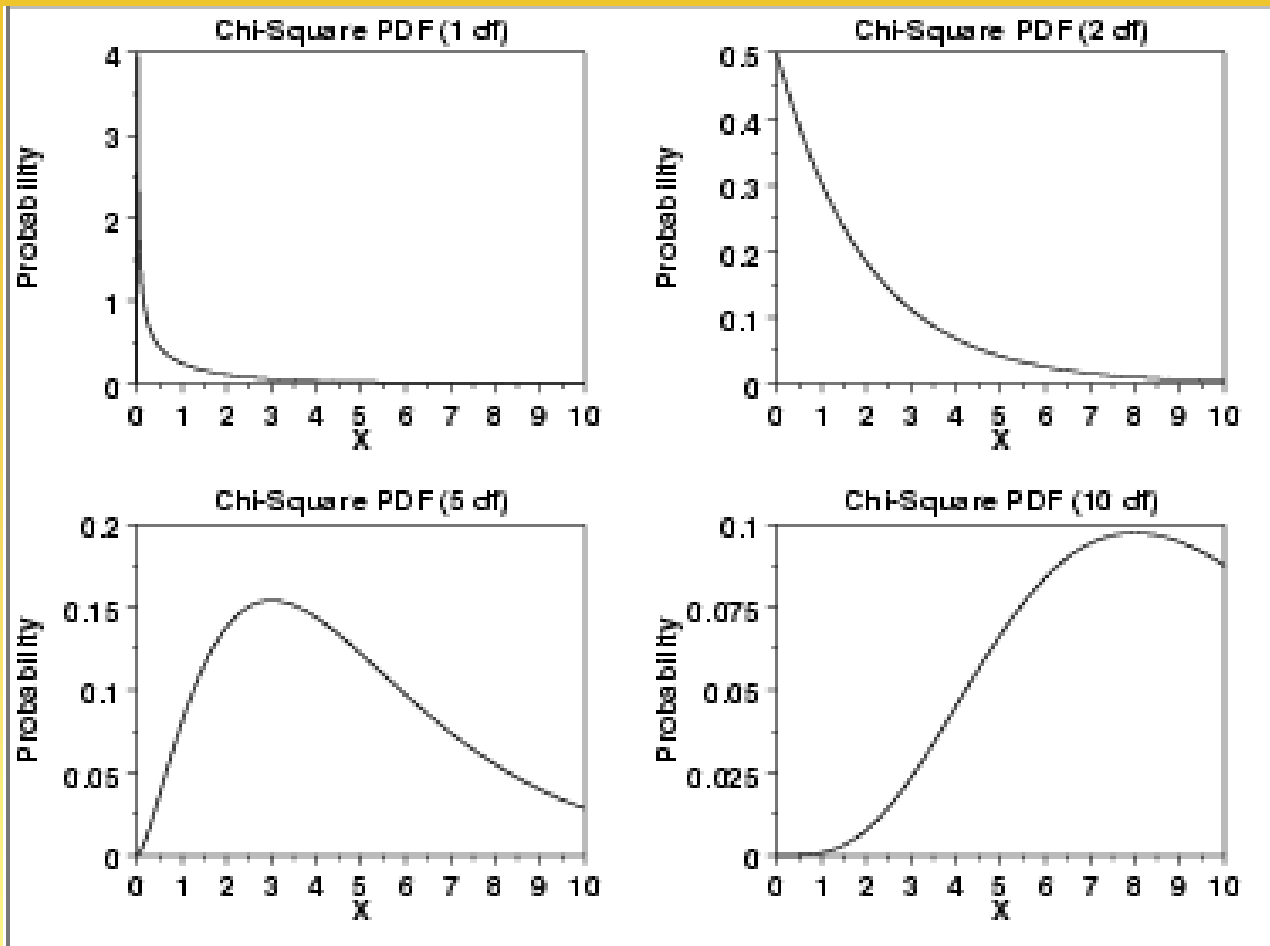 Chi-Square PDF (1 df)
Probability
4
3
2
1
0
0 1 2 3 4 5 6 7 8 9 10
X
Chi-Square PDF (2 df)
Probability
0.5
0.4
0.3
0.2
0.1
0
0 1 2 3 4 5 6 7 8 9 10
X
Chi-Square PDF (5 df)
Probability
0.2
0.15
0.1
0.05
0
0 1 2 3 4 5 6 7 8 9 10
X
Chi-Square PDF (10 df)
Probability
0.1
0.075
0.05
0.025
0
0 1 2 3 4 5 6 7 8 9 10
X